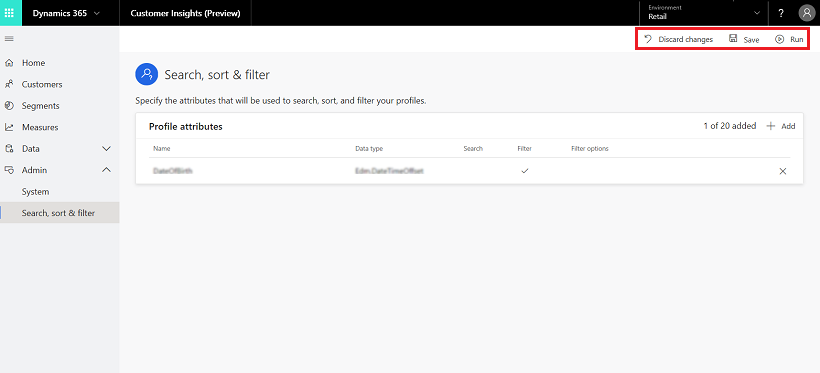 Dynamics 365 Customer Insights (Preview) Environment
Retail ?
Discard changes Save Run
Home
Customers
Segments
Measures
Data
Admin
System
Search, sort & filter
Search, sort & filter
Specify the attributes that will be used to search, sort, and filter your profiles.
Profile attributes 1 of 20 added + Add
Name Data type Search Filter Filter options
DateOfBirth Edm.DateTimeOffset